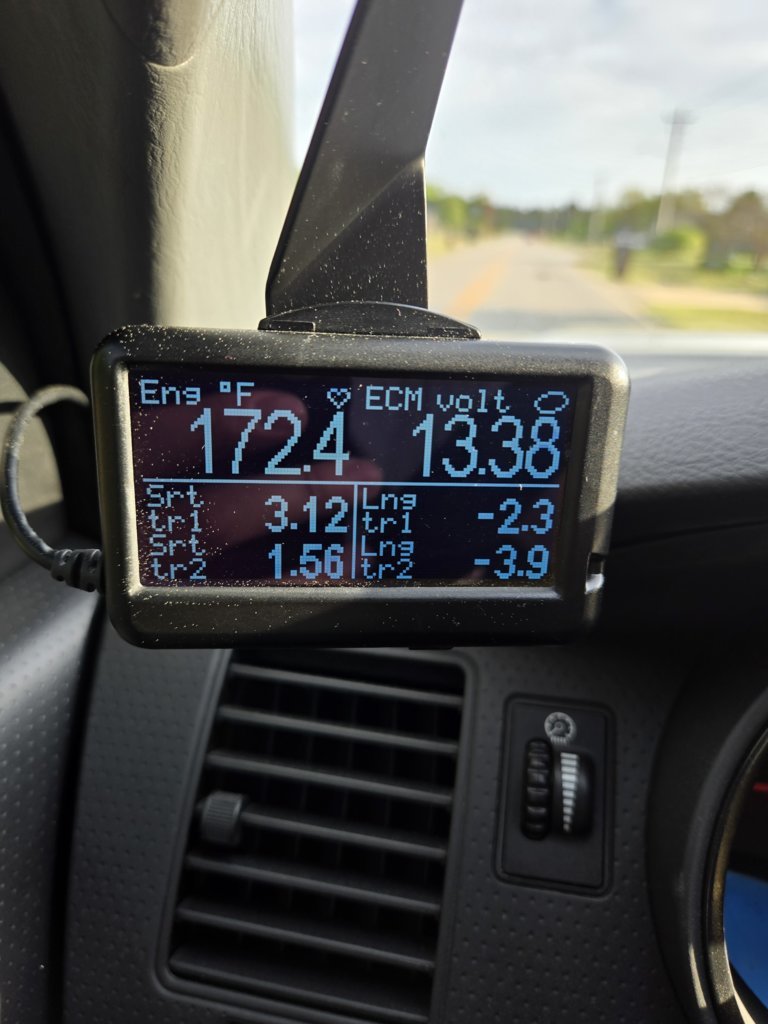 Eng °F ECM volt
172.4 13.38
Srt tr1 3.12 Lng tr1 -2.3
Srt tr2 1.56 Lng tr2 -3.9